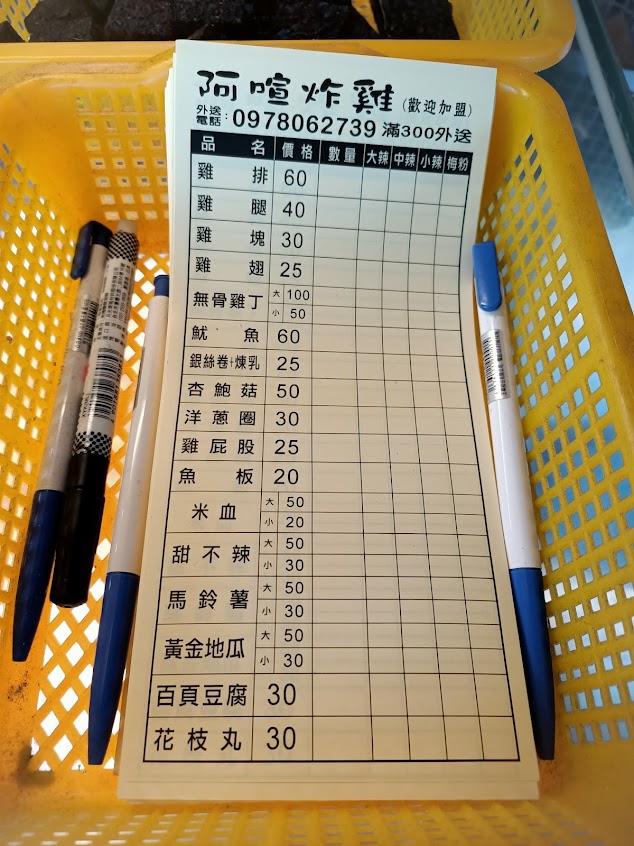 阿喧炸雞(歡迎加盟)
外送電話:0978062739 滿300外送
品名 價格 數量 大辣 中辣 小辣 梅粉
雞排 60
雞腿 40
雞塊 30
雞翅 25
無骨雞丁 大 100
小 50
魷魚 60
銀絲卷+煉乳 25
杏鮑菇 50
洋蔥圈 30
雞屁股 25
魚板 20
米血 大 50
小 20
甜不辣 大 50
小 30
馬鈴薯 大 50
小 30
黃金地瓜 大 50
小 30
百頁豆腐 30
花枝丸 30